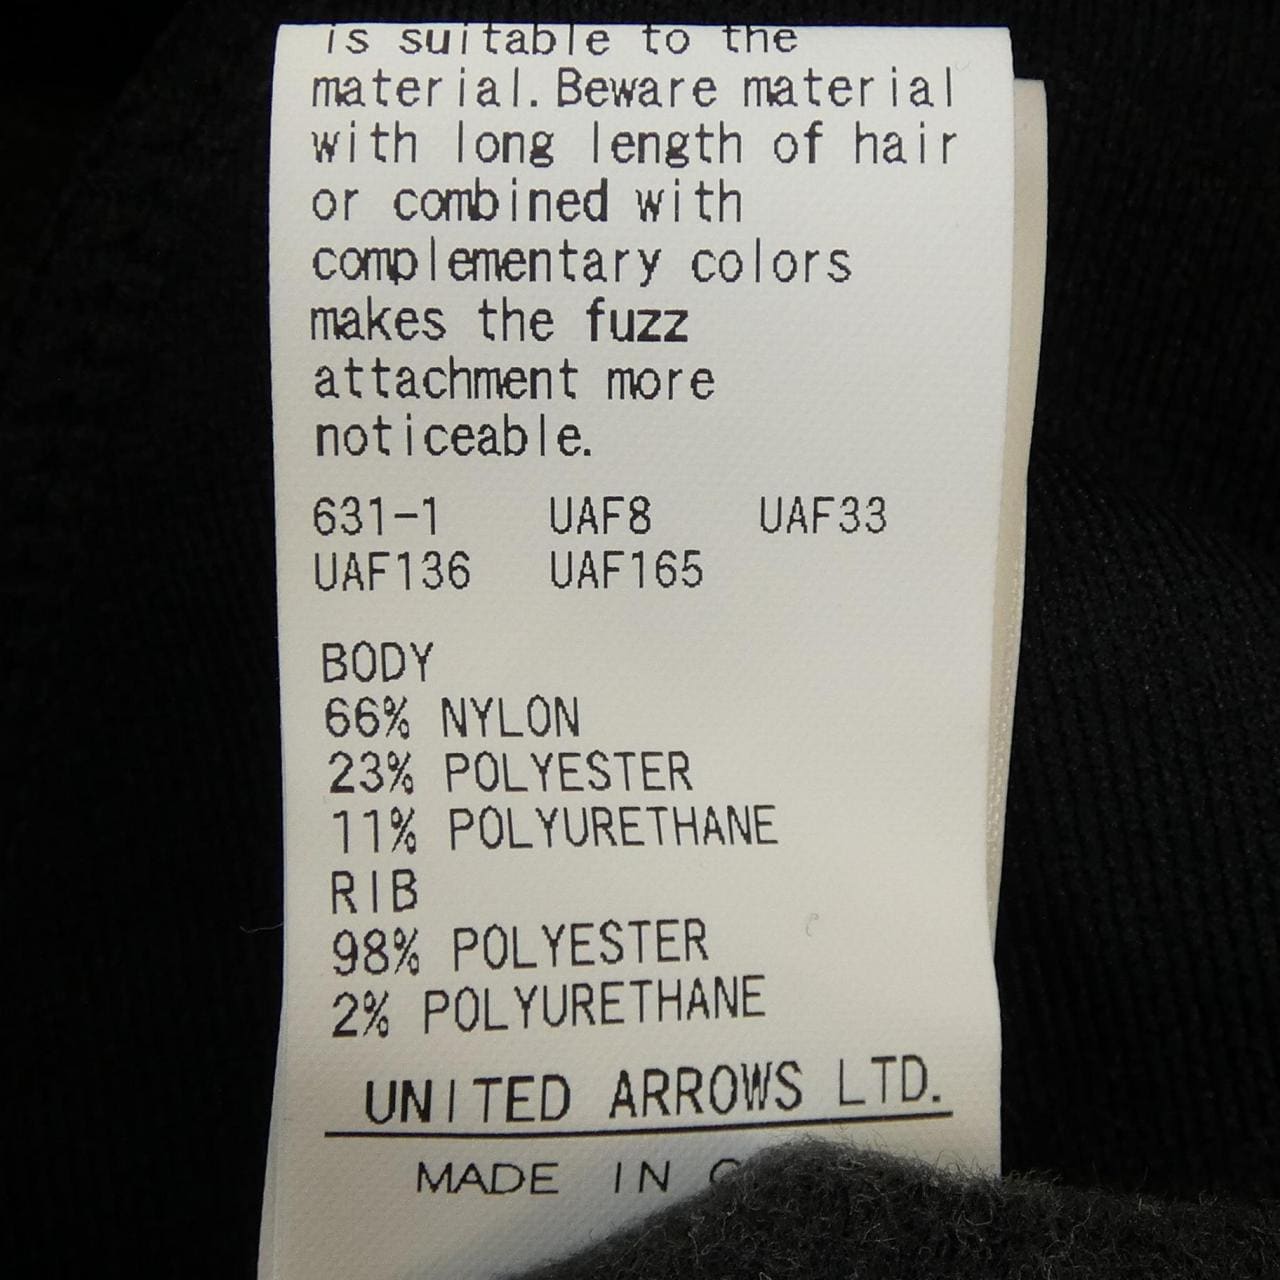 is suitable to the
material. Beware material
with long length of hair
or combined with
complementary colors
makes the fuzz
attachment more
noticeable.
631-1 UAF8 UAF33
UAF136 UAF165
BODY
66% NYLON
23% POLYESTER
11% POLYURETHANE
RIB
98% POLYESTER
2% POLYURETHANE
UNITED ARROWS LTD.
MADE IN